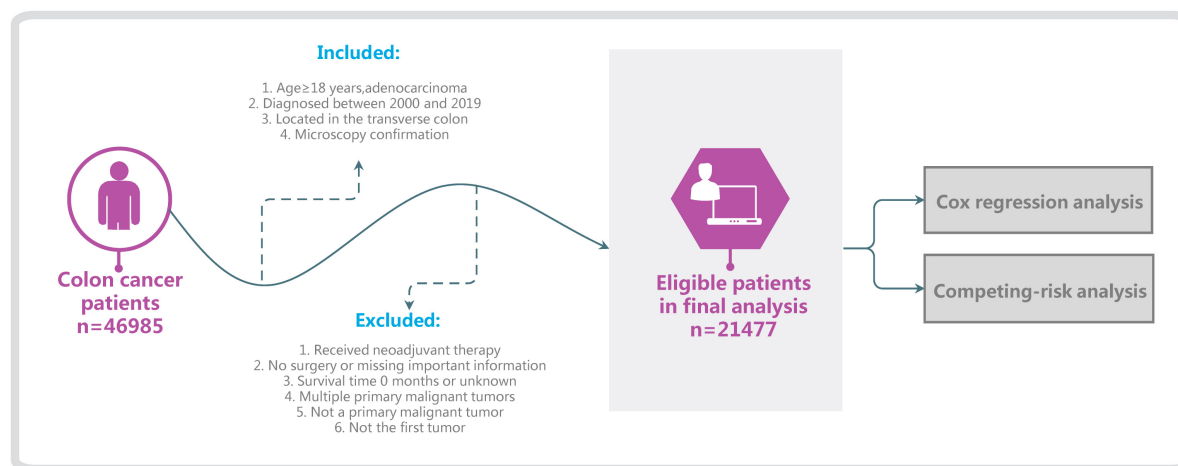 Included:
1. Age≥18 years,adenocarcinoma
2. Diagnosed between 2000 and 2019
3. Located in the transverse colon
4. Microscopy confirmation
Colon cancer
patients
n=46985
Excluded:
1. Received neoadjuvant therapy
2. No surgery or missing important information
3. Survival time 0 months or unknown
4. Multiple primary malignant tumors
5. Not a primary malignant tumor
6. Not the first tumor
Eligible patients
in final analysis
n=21477
Cox regression analysis
Competing-risk analysis